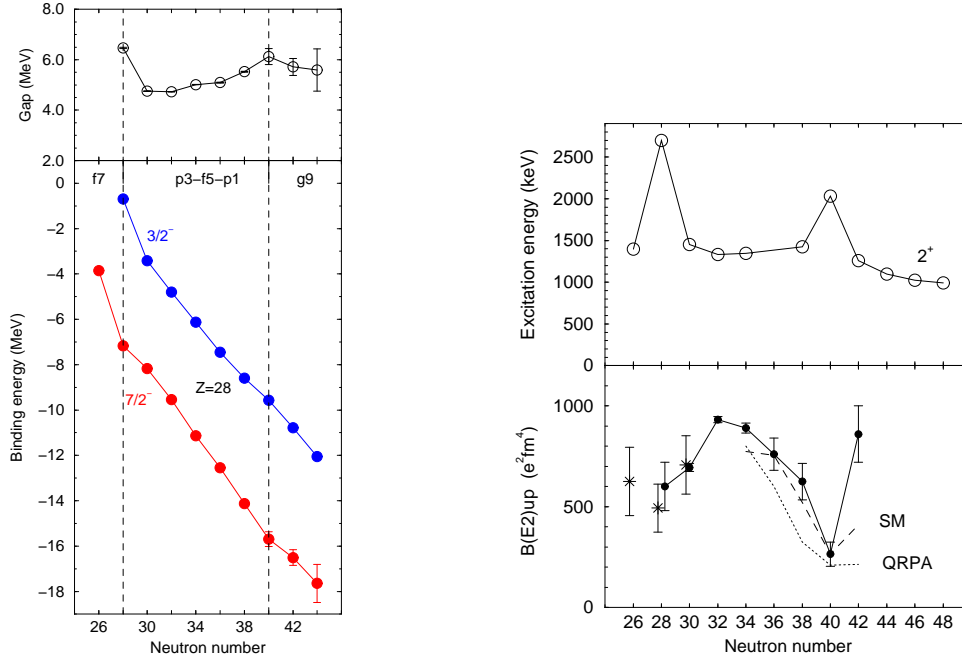 Gap (MeV)
8.0
6.0
4.0
2.0
f7
p3−f5−p1
g9
Binding energy (MeV)
0
−2
−4
−6
−8
−10
−12
−14
−16
−18
3/2⁻
7/2⁻
Z=28
26
30
34
38
42
Neutron number
Excitation energy (keV)
2500
2000
1500
1000
500
0
2⁺
B(E2)up (e²fm⁴)
1000
500
0
SM
QRPA
26 28 30 32 34 36 38 40 42 44 46 48
Neutron number